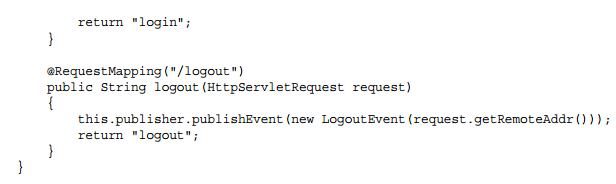 return "login";
    }

    @RequestMapping("/logout")
    public String logout(HttpServletRequest request)
    {
        this.publisher.publishEvent(new LogoutEvent(request.getRemoteAddr()));
        return "logout";
    }
}